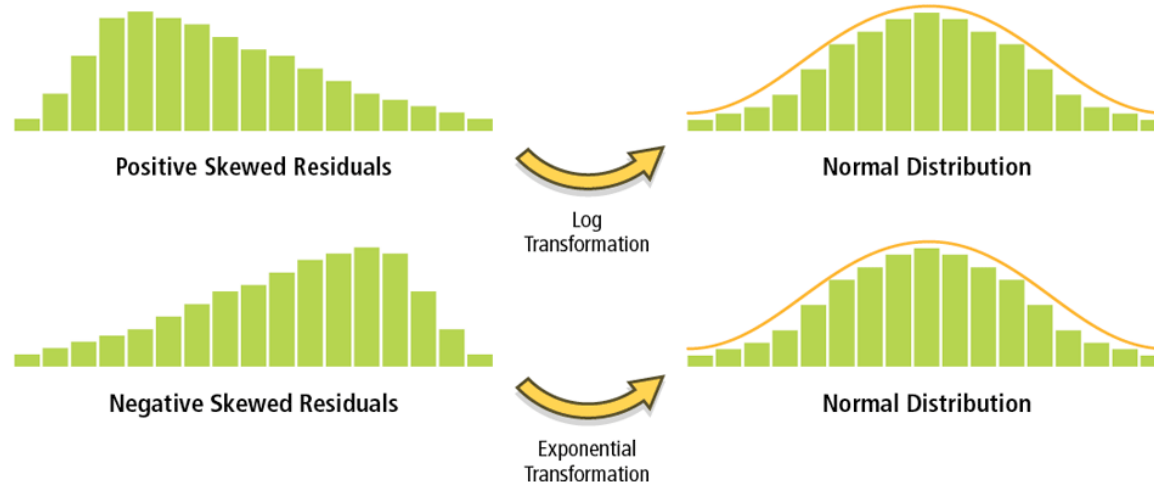 Positive Skewed Residuals
Normal Distribution
Log
Transformation
Negative Skewed Residuals
Normal Distribution
Exponential
Transformation